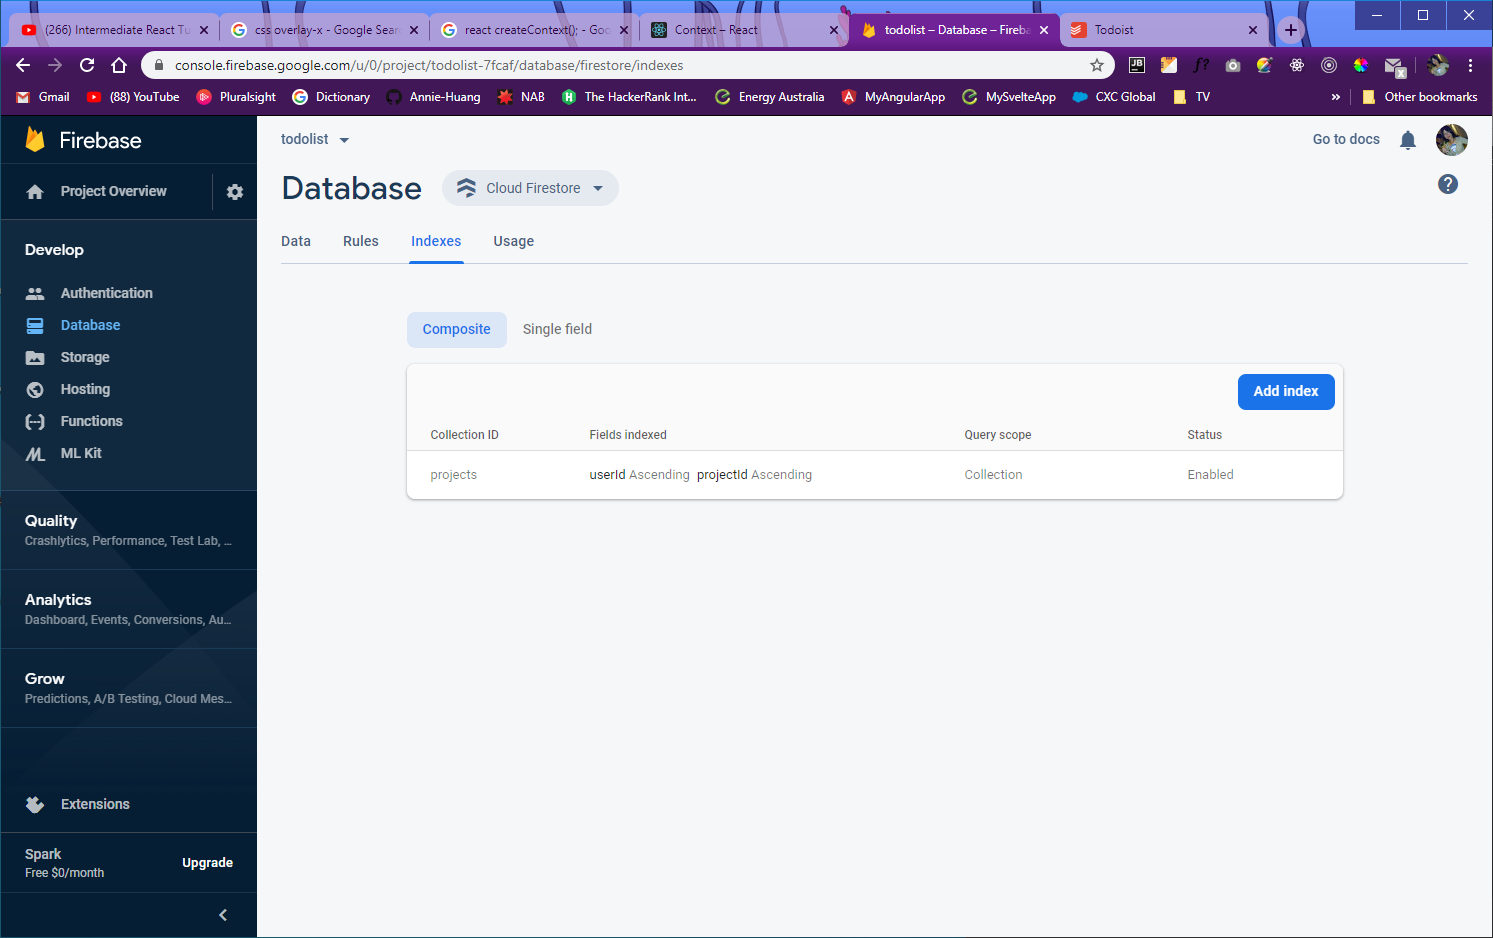 (266) Intermediate React Tu
css overlay-x - Google Sear
react createContext(); - Goo
Context – React
todolist – Database – Fireba
Todoist
console.firebase.google.com/u/0/project/todolist-7fcaf/database/firestore/indexes
JB
f?
Gmail
(88) YouTube
Pluralsight
Dictionary
Annie-Huang
NAB
The HackerRank Int...
Energy Australia
MyAngularApp
MySvelteApp
CXC Global
TV
»
Other bookmarks
Firebase
todolist
Go to docs
Project Overview
Database
Cloud Firestore
?
Data
Rules
Indexes
Usage
Develop
Authentication
Database
Storage
Hosting
Functions
ML Kit
Composite
Single field
Add index
Collection ID
Fields indexed
Query scope
Status
projects
userId Ascending projectId Ascending
Collection
Enabled
Quality
Crashlytics, Performance, Test Lab, ...
Analytics
Dashboard, Events, Conversions, Au...
Grow
Predictions, A/B Testing, Cloud Mes...
Extensions
Spark
Free $0/month
Upgrade